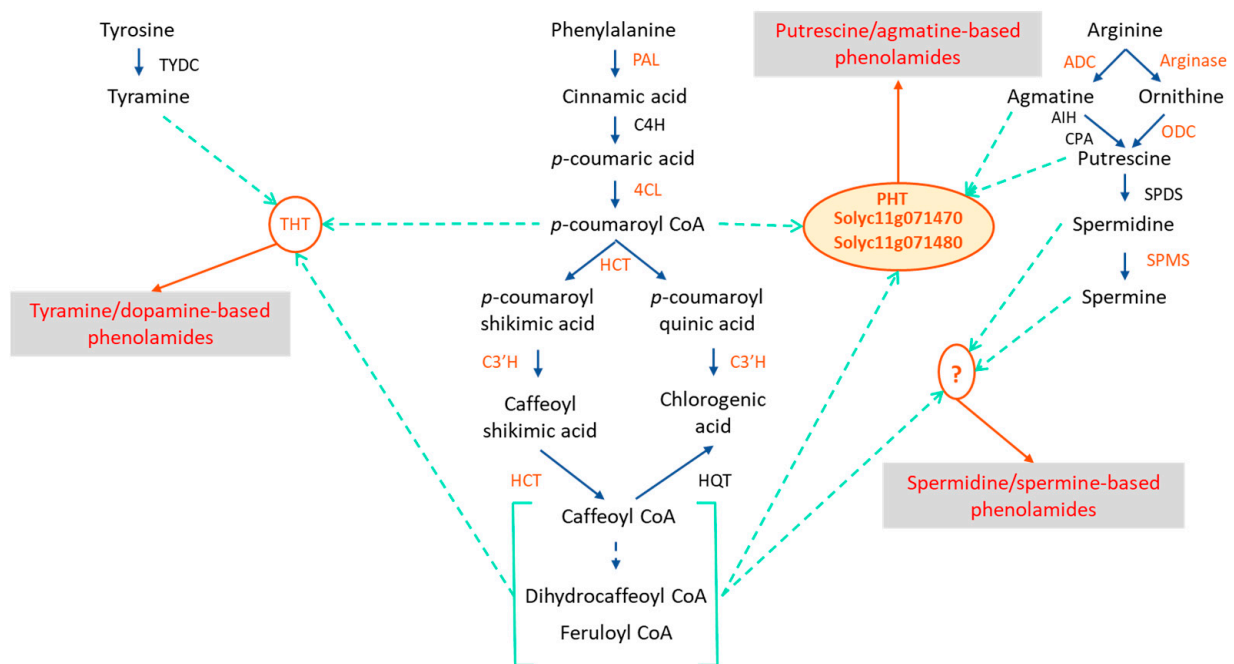 Tyrosine
TYDC
Tyramine
THT
Tyramine/dopamine-based
phenolamides
Phenylalanine
PAL
Cinnamic acid
C4H
p-coumaric acid
4CL
p-coumaroyl CoA
HCT
p-coumaroyl
shikimic acid
p-coumaroyl
quinic acid
C3’H
C3’H
Caffeoyl
shikimic acid
Chlorogenic
acid
HCT
HQT
Caffeoyl CoA
Dihydrocaffeoyl CoA
Feruloyl CoA
Putrescine/agmatine-based
phenolamides
PHT
Solyc11g071470
Solyc11g071480
Arginine
ADC
Arginase
Agmatine
Ornithine
AIH
CPA
ODC
Putrescine
SPDS
Spermidine
SPMS
Spermine
?
Spermidine/spermine-based
phenolamides